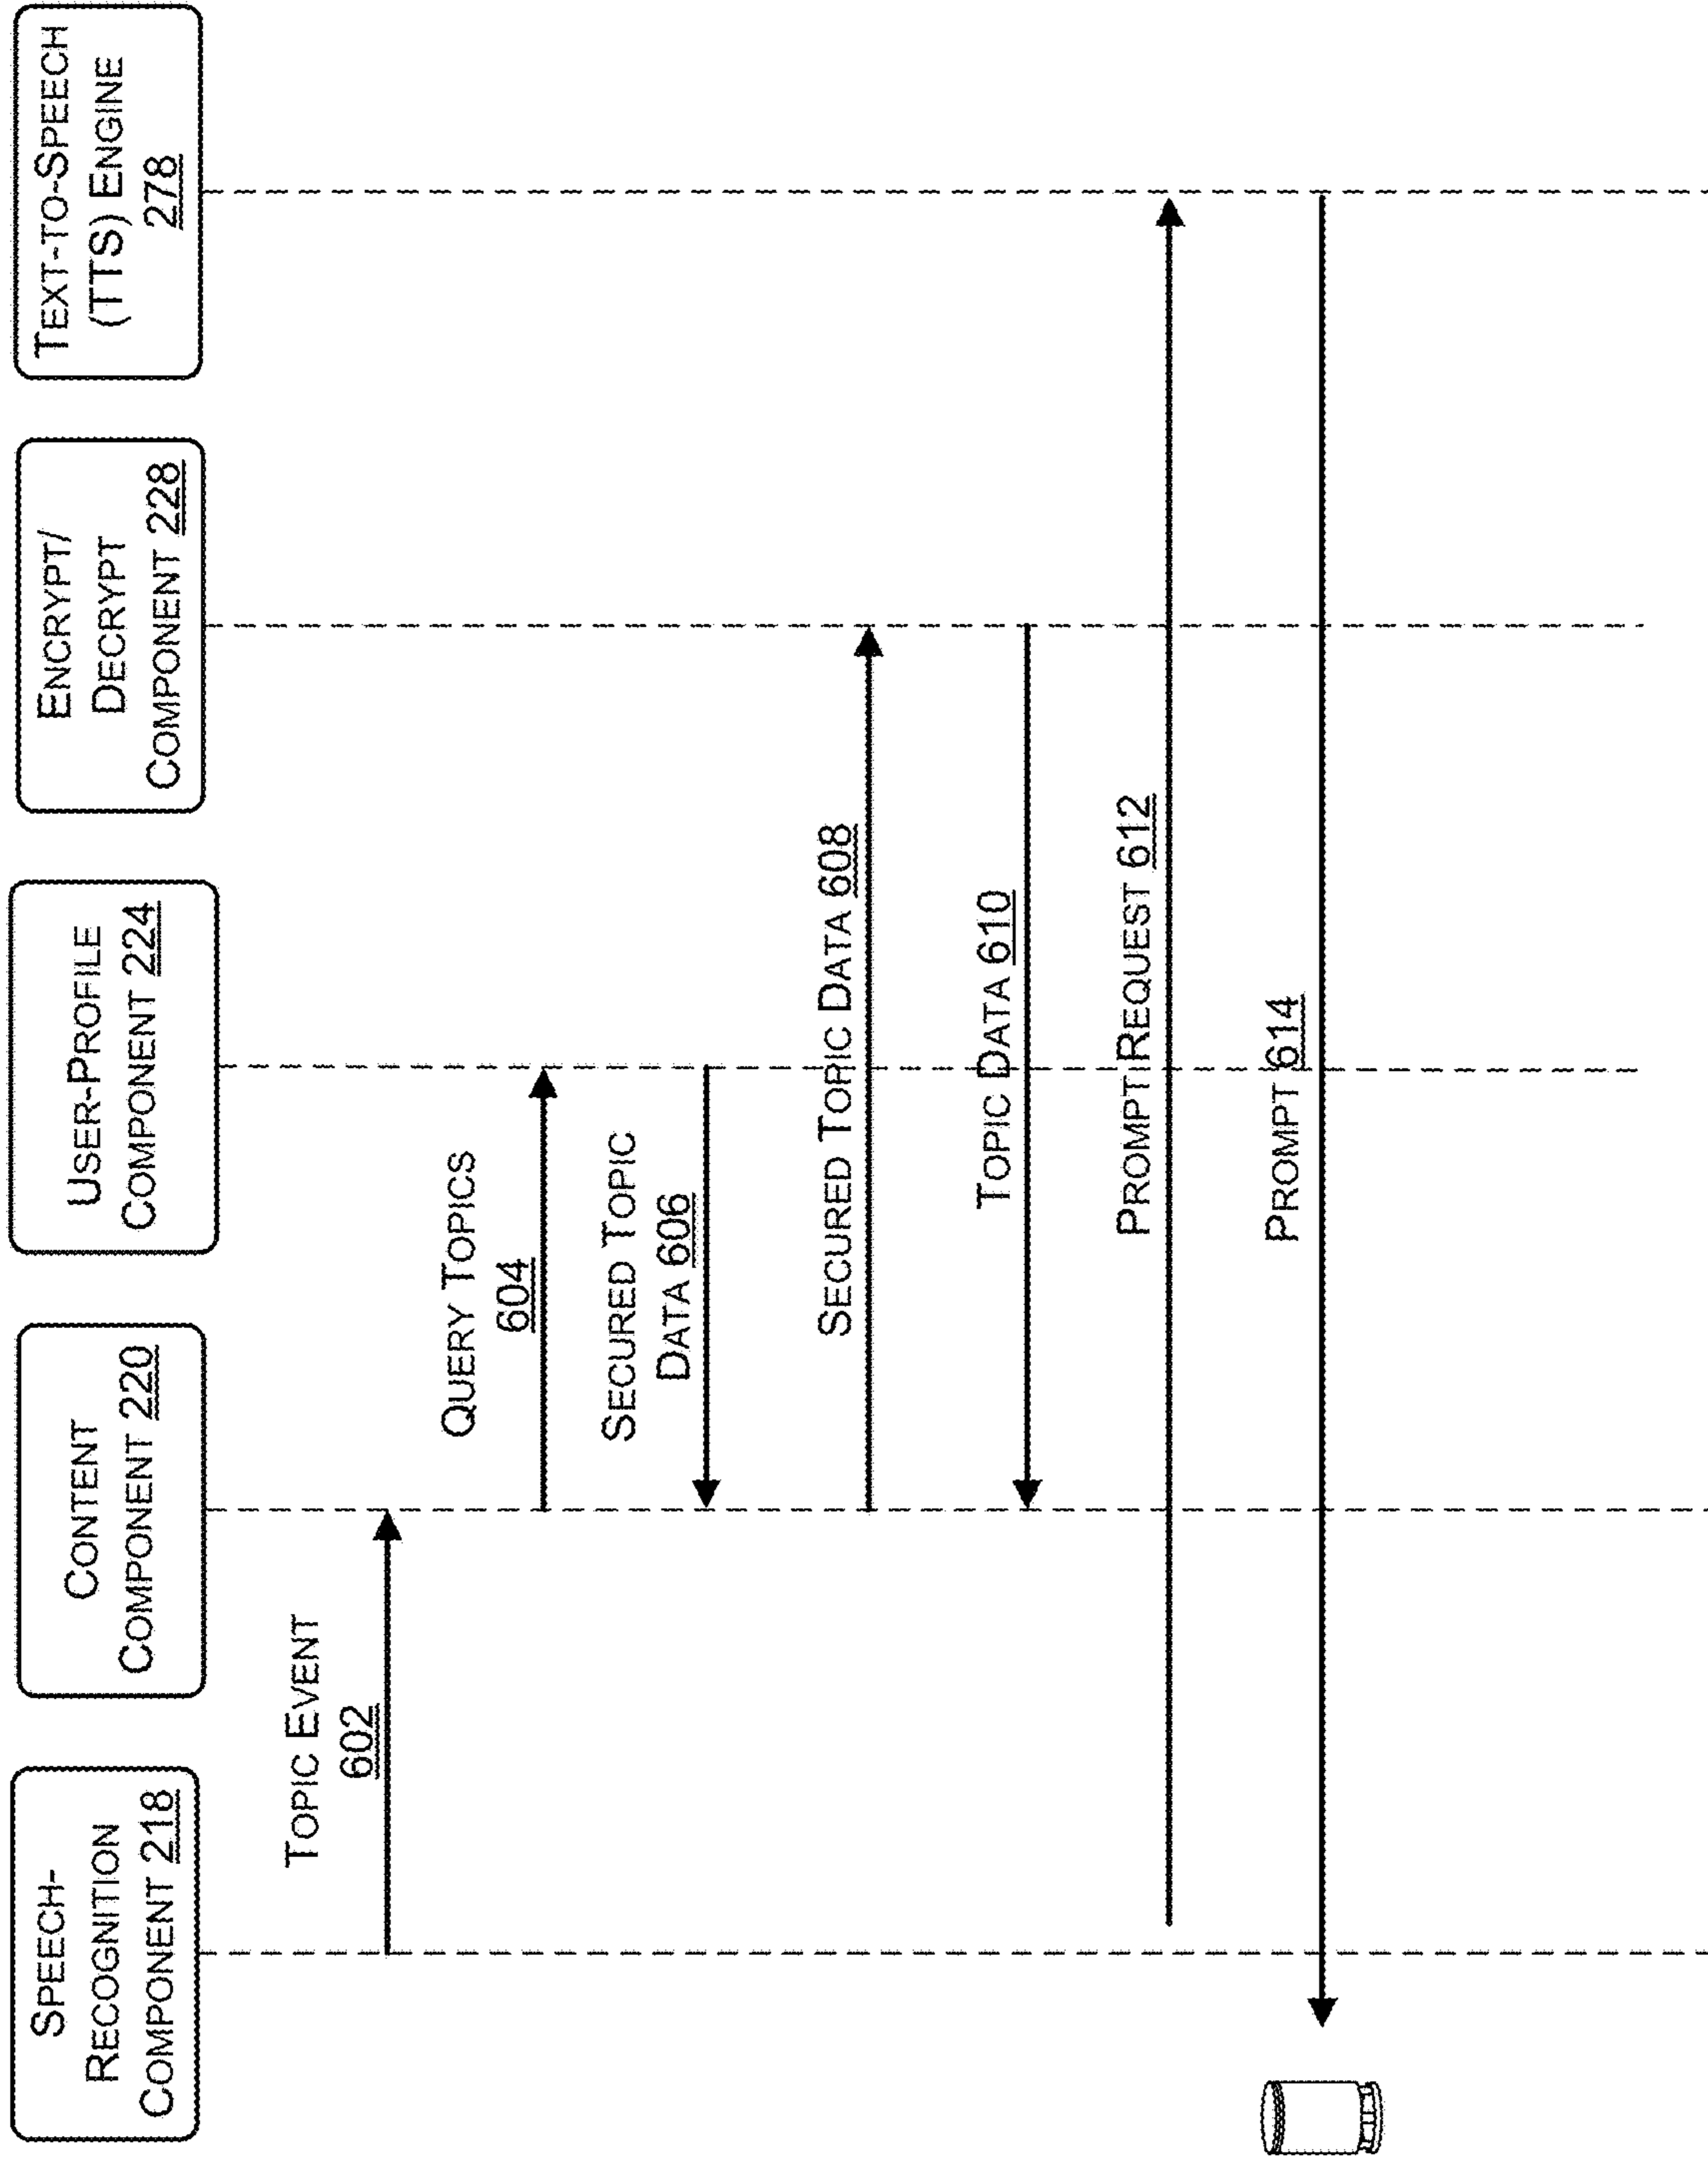 SPEECH-
RECOGNITION
COMPONENT 218
CONTENT
COMPONENT 220
USER-PROFILE
COMPONENT 224
ENCRYPT/
DECRYPT
COMPONENT 228
TEXT-TO-SPEECH
(TTS) ENGINE
278
TOPIC EVENT
602
QUERY TOPICS
604
SECURED TOPIC
DATA 606
SECURED TOPIC DATA 608
TOPIC DATA 610
PROMPT REQUEST 612
PROMPT 614